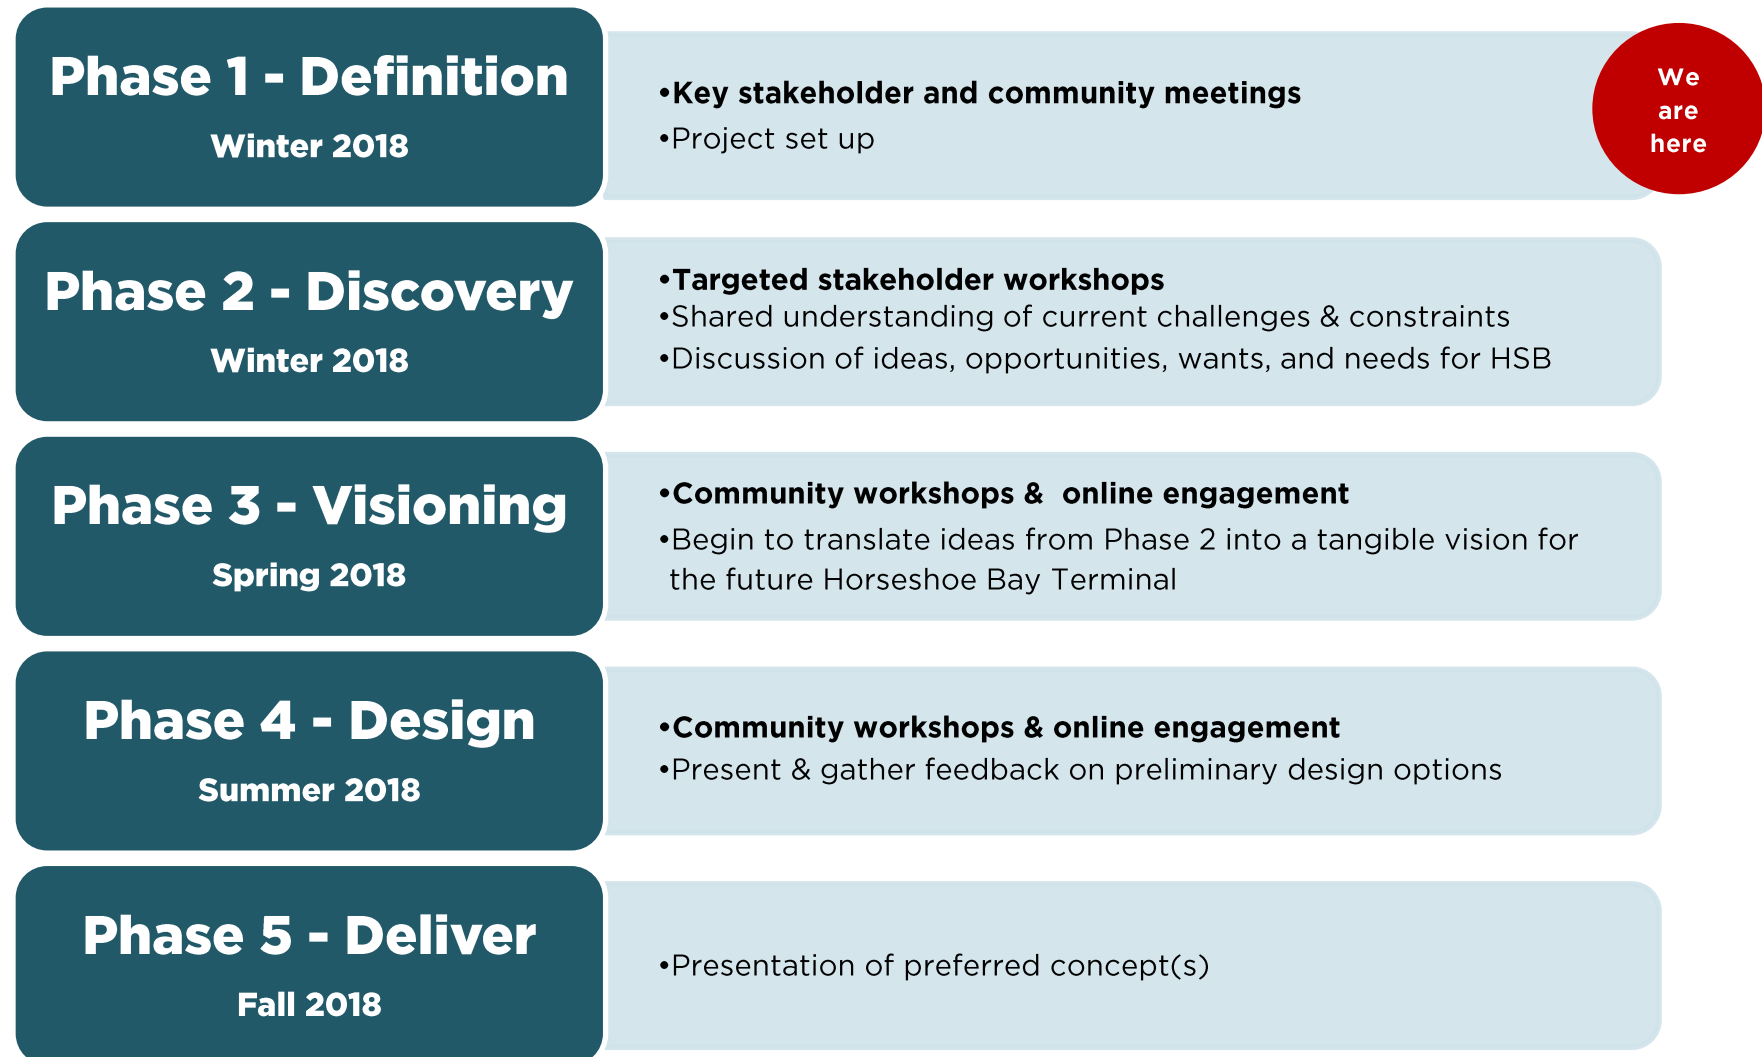 Phase 1 - Definition
Winter 2018
•Key stakeholder and community meetings
•Project set up
We
are
here
Phase 2 - Discovery
Winter 2018
•Targeted stakeholder workshops
•Shared understanding of current challenges & constraints
•Discussion of ideas, opportunities, wants, and needs for HSB
Phase 3 - Visioning
Spring 2018
•Community workshops &  online engagement
•Begin to translate ideas from Phase 2 into a tangible vision for
the future Horseshoe Bay Terminal
Phase 4 - Design
Summer 2018
•Community workshops & online engagement
•Present & gather feedback on preliminary design options
Phase 5 - Deliver
Fall 2018
•Presentation of preferred concept(s)